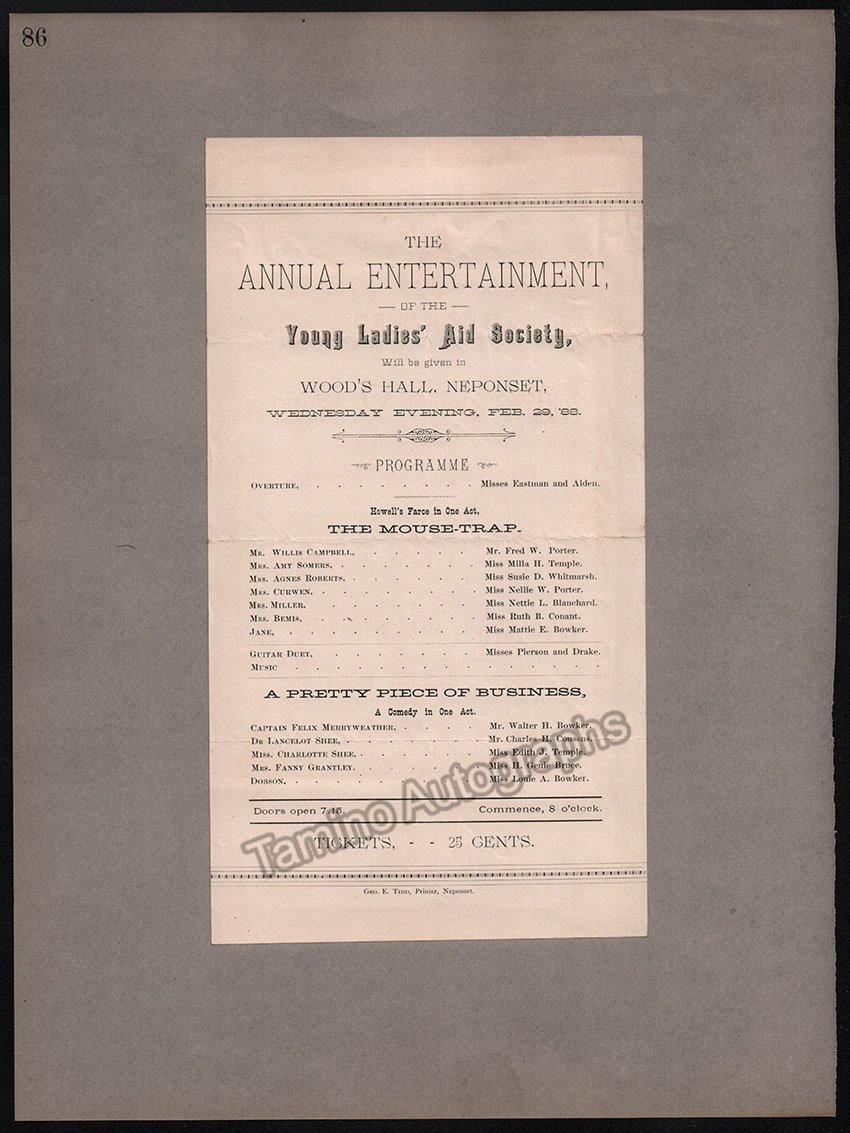 86
THE
ANNUAL ENTERTAINMENT,
— OF THE —
Young Ladies' Aid Society,
Will be given in
WOOD'S HALL, NEPONSET,
WEDNESDAY EVENING, FEB. 29, '88.
PROGRAMME
OVERTURE, . . . . . . Misses Eastman and Alden.
Howell's Farce in One Act,
THE MOUSE-TRAP.
MR. WILLIS CAMPBELL, . . . . . Mr. Fred W. Porter.
MRS. AMY SOMERS, . . . . . . Miss Milla H. Temple.
MRS. AGNES ROBERTS, . . . . . Miss Susie D. Whitmarsh.
MRS. CURWEN, . . . . . . . Miss Nellie W. Porter.
MRS. MILLER, . . . . . . . Miss Nettie L. Blanchard.
MRS. BEMIS, . . . . . . . Miss Ruth B. Conant.
JANE, . . . . . . . . . Miss Mattie E. Bowker.
GUITAR DUET, . . . . . . . Misses Pierson and Drake.
MUSIC . . . . . . . . . . . . .
A PRETTY PIECE OF BUSINESS,
A Comedy in One Act.
CAPTAIN FELIX MERRYWEATHER, . . . . Mr. Walter H. Bowker.
DR LANCELOT SHEE, . . . . . . Mr. Charles H. Cousens.
MISS. CHARLOTTE SHEE, . . . . . Miss Edith J. Temple.
MRS. FANNY GRANTLEY, . . . . . Miss H. Genie Bruce.
DOBSON, . . . . . . . . Miss Louie A. Bowker.
Doors open 7.15. Commence, 8 o'clock.
TICKETS, - - 25 CENTS.
GEO. E. TIDD, Printer, Neponset.
Tamino Autographs